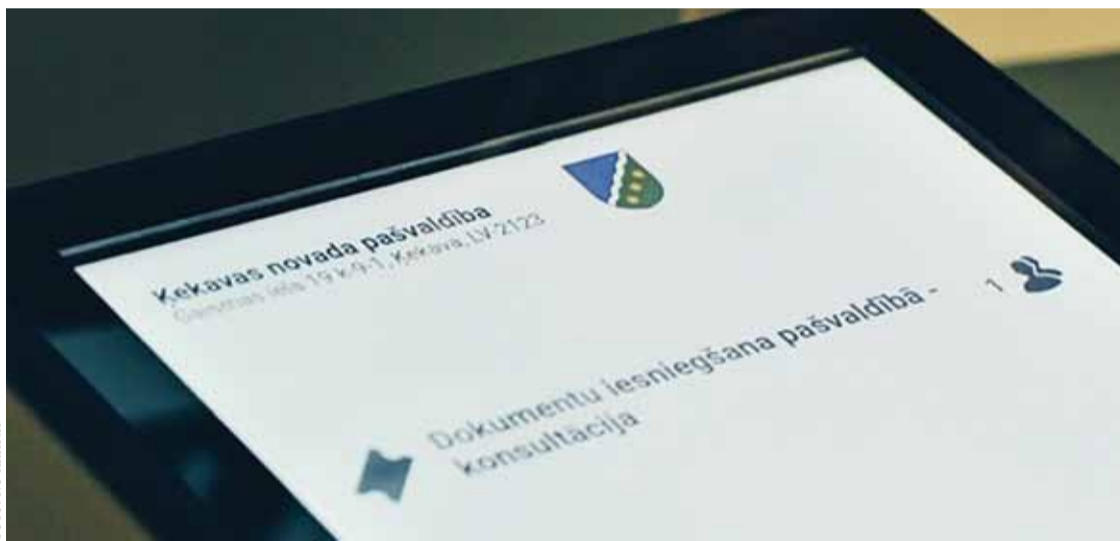 Ķekavas novada pašvaldība
Gaismas iela 19 k-9-1, Ķekava, LV-2123
Dokumentu iesniegšana pašvaldībā -
konsultācija
1